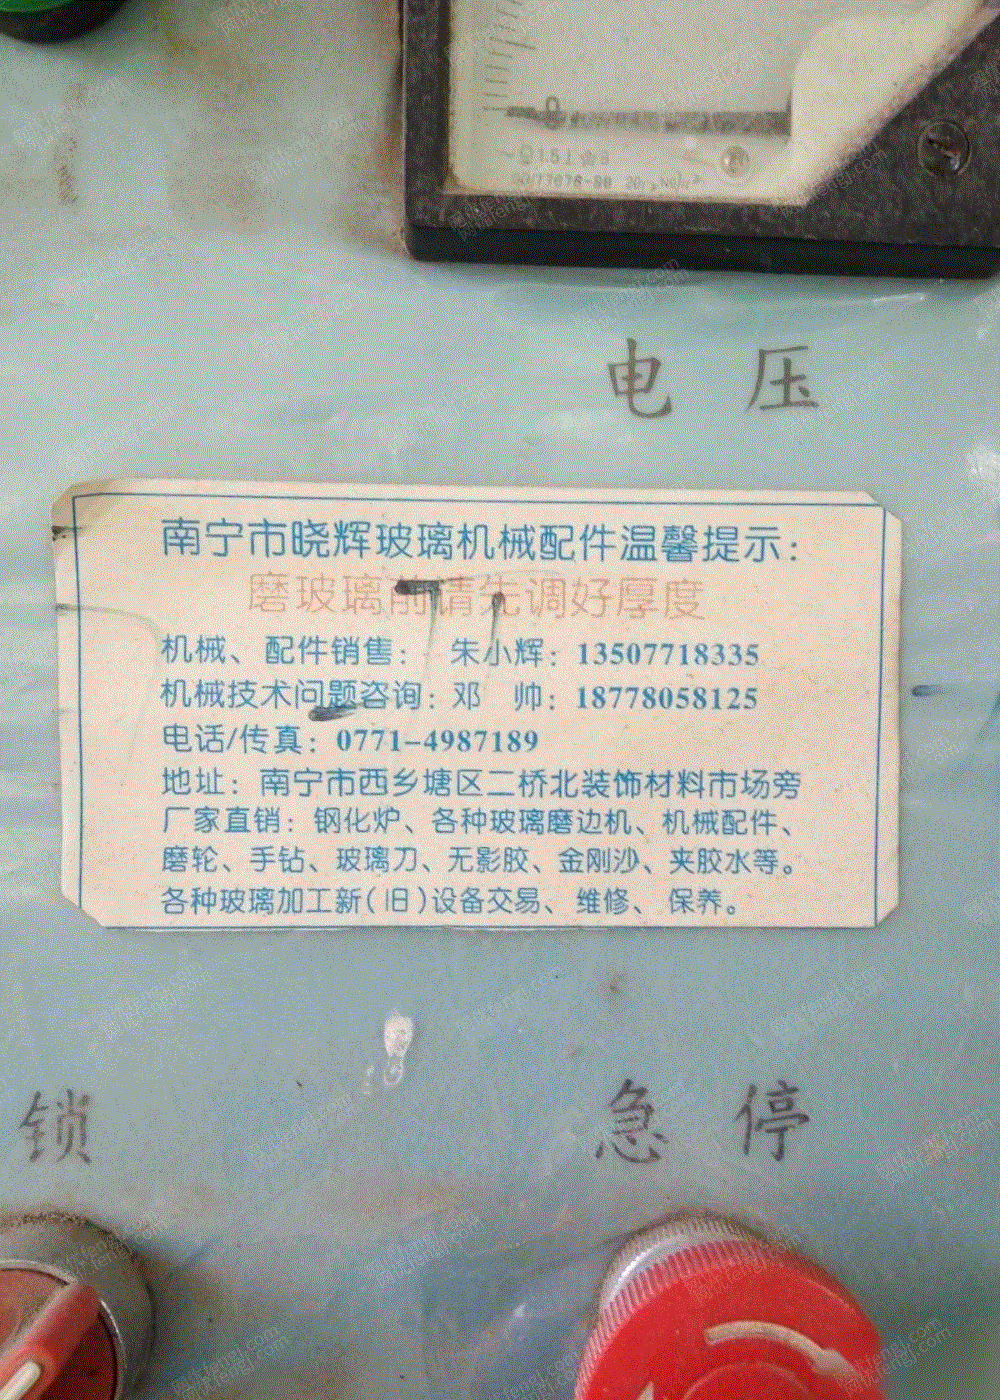 0
电压
南宁市晓辉玻璃机械配件温馨提示：
磨玻璃前请先调好厚度
机械、配件销售： 朱小辉：13507718335
机械技术问题咨询：邓 帅：18778058125
电话/传真：0771-4987189
地址：南宁市西乡塘区二桥北装饰材料市场旁
厂家直销：钢化炉、各种玻璃磨边机、机械配件、
磨轮、手钻、玻璃刀、无影胶、金刚沙、夹胶水等。
各种玻璃加工新(旧)设备交易、维修、保养。
锁
急停